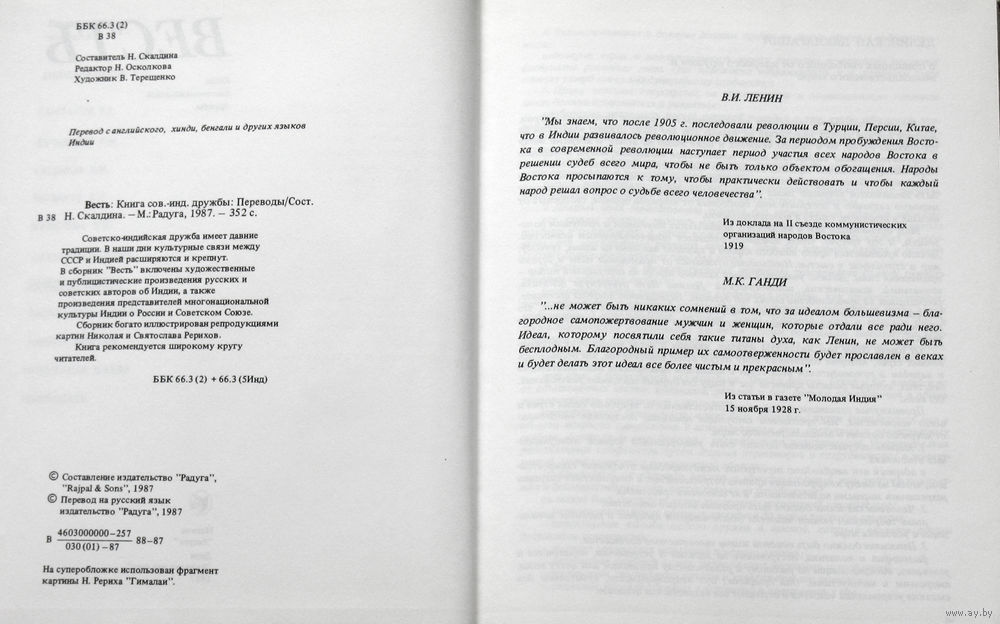 ББК 66.3 (2)
В 38
Составитель Н. Скалдина
Редактор Н. Осколкова
Художник В. Терещенко
Перевод с английского, хинди, бенгали и других языков
Индии
Весть: Книга сов.-инд. дружбы: Переводы/Сост.
В 38 Н. Скалдина. – М.: Радуга, 1987. – 352 с.
Советско-индийская дружба имеет давние
традиции. В наши дни культурные связи между
СССР и Индией расширяются и крепнут.
В сборник "Весть" включены художественные
и публицистические произведения русских и
советских авторов об Индии, а также
произведения представителей многонациональной
культуры Индии о России и Советском Союзе.
Сборник богато иллюстрирован репродукциями
картин Николая и Святослава Рерихов.
Книга рекомендуется широкому кругу
читателей.
ББК 66.3 (2) + 66.3 (5Инд)
© Составление издательство "Радуга",
"Rajpal & Sons", 1987
© Перевод на русский язык
издательство "Радуга", 1987
4603000000-257
В 88-87
030 (01) -87
На суперобложке использован фрагмент
картины Н. Рериха "Гималаи".
В.И. ЛЕНИН
"Мы знаем, что после 1905 г. последовали революции в Турции, Персии, Китае,
что в Индии развивалось революционное движение. За периодом пробуждения Восто-
ка в современной революции наступает период участия всех народов Востока в
решении судеб всего мира, чтобы не быть только объектом обогащения. Народы
Востока просыпаются к тому, чтобы практически действовать и чтобы каждый
народ решал вопрос о судьбе всего человечества".
Из доклада на II съезде коммунистических
организаций народов Востока
1919
М.К. ГАНДИ
"...не может быть никаких сомнений в том, что за идеалом большевизма – бла-
городное самопожертвование мужчин и женщин, которые отдали все ради него.
Идеал, которому посвятили себя такие титаны духа, как Ленин, не может быть
бесплодным. Благородный пример их самоотверженности будет прославлен в веках
и будет делать этот идеал все более чистым и прекрасным".
Из статьи в газете "Молодая Индия"
15 ноября 1928 г.
www.ay.by